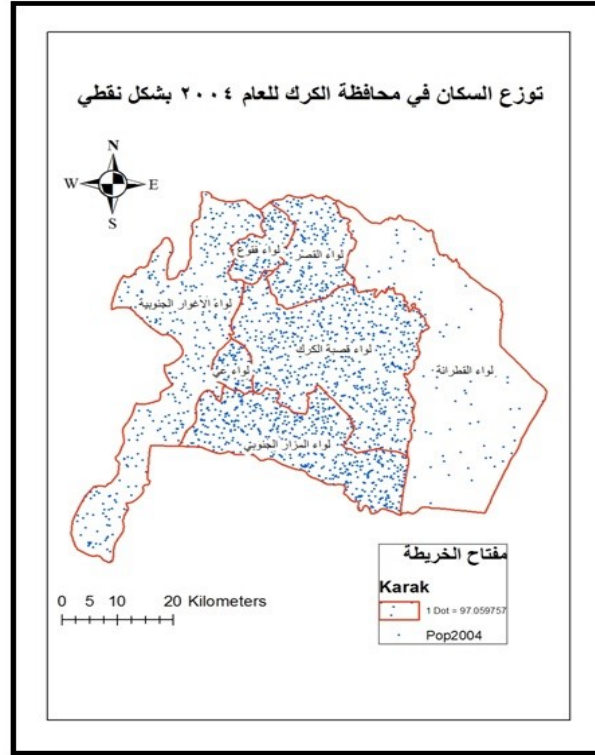 توزع السكان في محافظة الكرك للعام ٢٠٠٤ بشكل نقطي
N
W E
S
لواء فقوع
لواء القصر
لواء الأغوار الجنوبية
لواء قصبة الكرك
لواء القطرانة
لواء عي
لواء المزار الجنوبي
مفتاح الخريطة
Karak
1 Dot = 97.059757
Pop2004
0 5 10 20 Kilometers